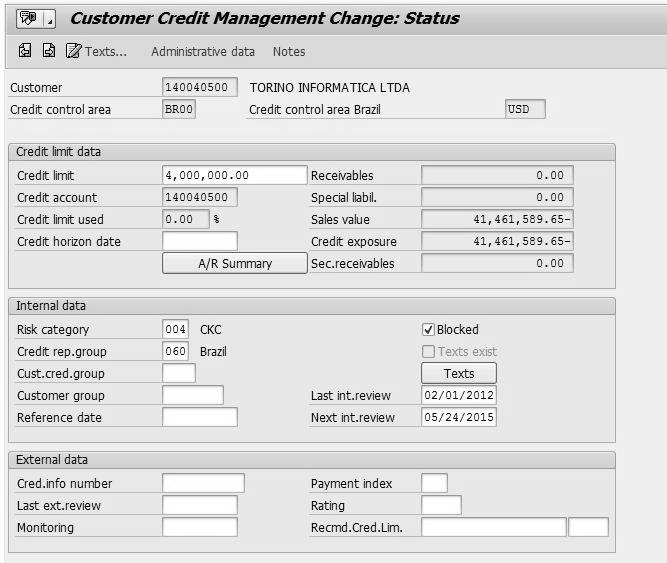 Customer Credit Management Change: Status
Texts... Administrative data Notes
Customer 140040500 TORINO INFORMATICA LTDA
Credit control area BR00 Credit control area Brazil USD
Credit limit data
Credit limit 4,000,000.00 Receivables 0.00
Credit account 140040500 Special liabil. 0.00
Credit limit used 0.00 % Sales value 41,461,589.65-
Credit horizon date Credit exposure 41,461,589.65-
A/R Summary Sec.receivables 0.00
Internal data
Risk category 004 CKC Blocked
Credit rep.group 060 Brazil Texts exist
Cust.cred.group Texts
Customer group Last int.review 02/01/2012
Reference date Next int.review 05/24/2015
External data
Cred.info number Payment index
Last ext.review Rating
Monitoring Recmd.Cred.Lim.